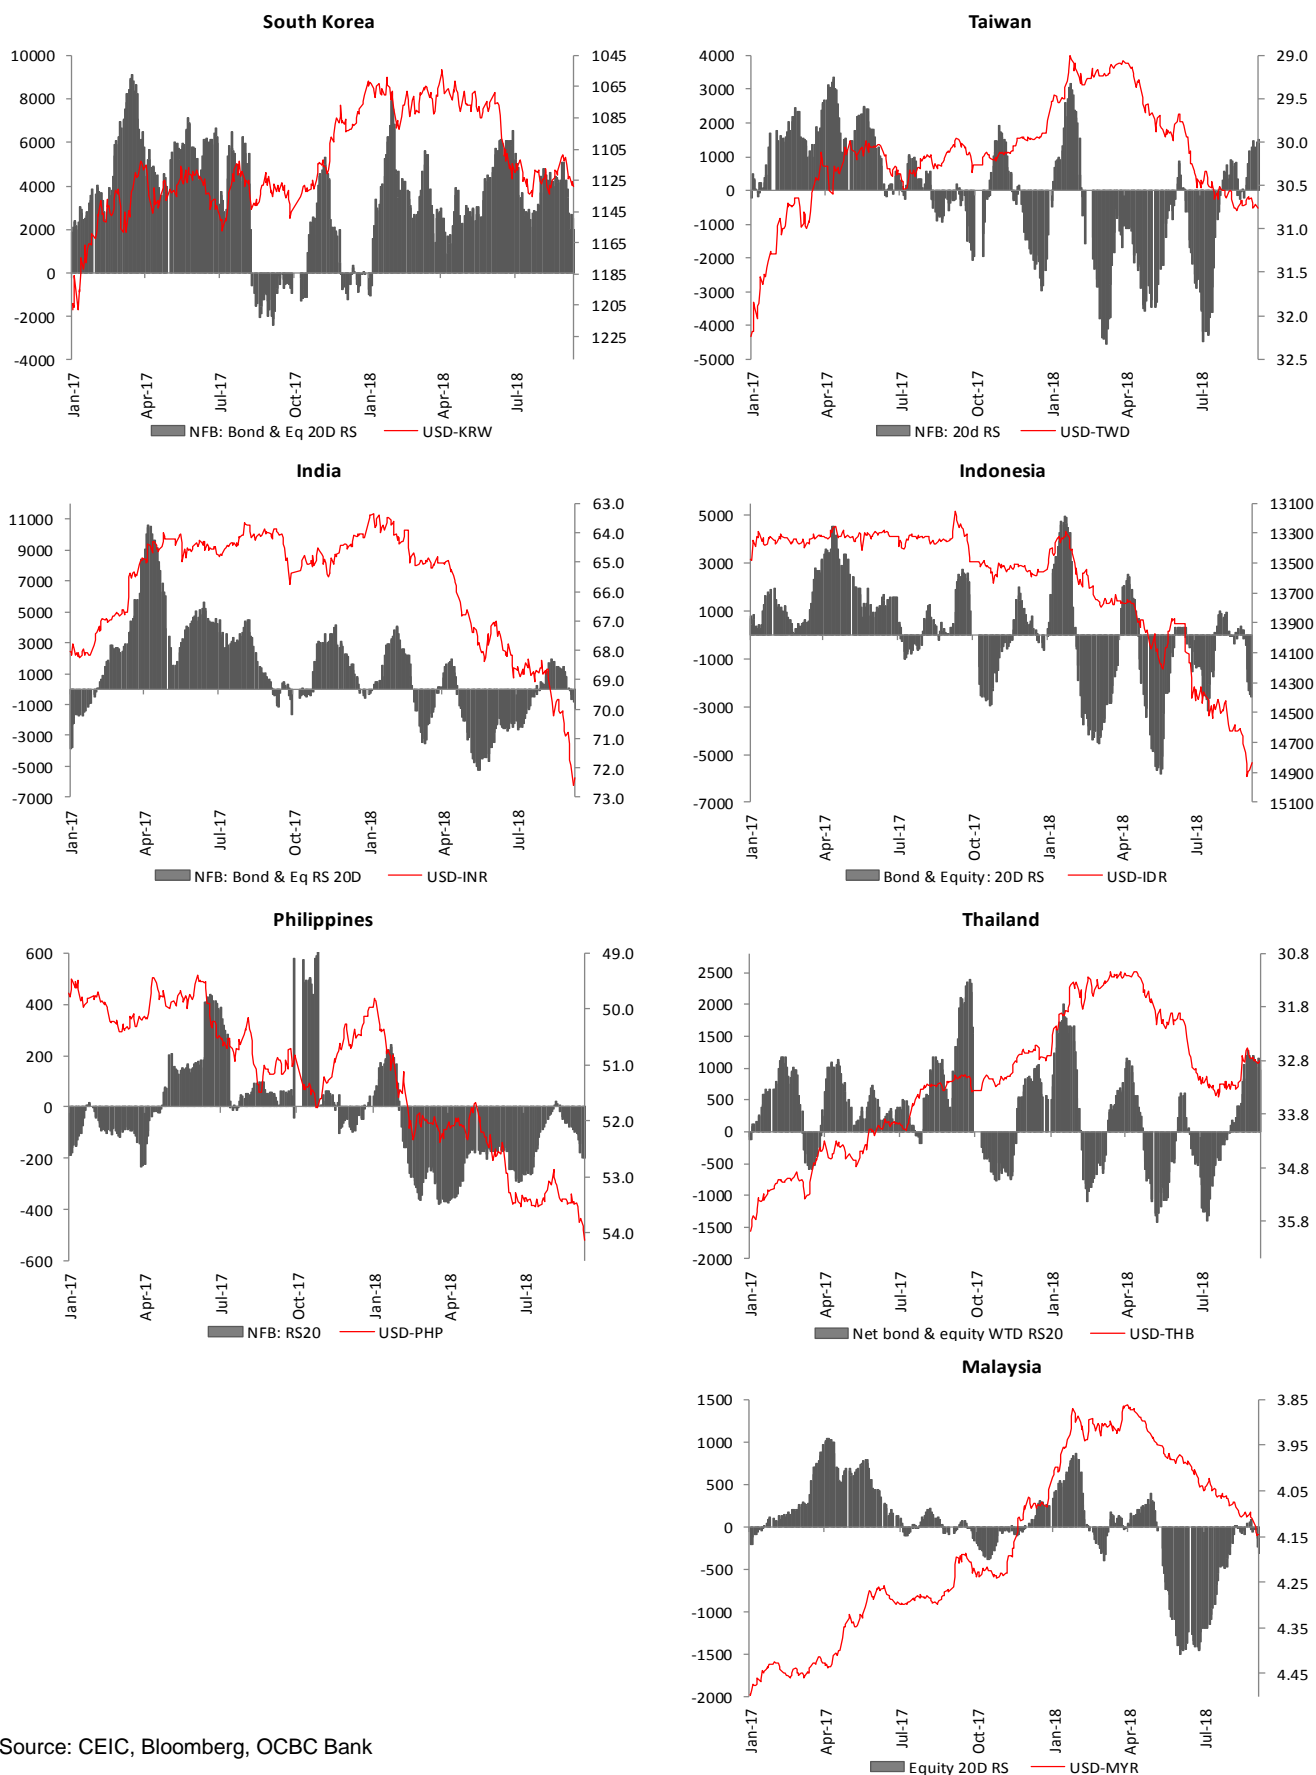 South Korea
10000
8000
6000
4000
2000
0
-2000
-4000
1045
1065
1085
1105
1125
1145
1165
1185
1205
1225
Jan-17
Apr-17
Jul-17
Oct-17
Jan-18
Apr-18
Jul-18
NFB: Bond & Eq 20D RS USD-KRW
Taiwan
4000
3000
2000
1000
0
-1000
-2000
-3000
-4000
-5000
29.0
29.5
30.0
30.5
31.0
31.5
32.0
32.5
Jan-17
Apr-17
Jul-17
Oct-17
Jan-18
Apr-18
Jul-18
NFB: 20d RS USD-TWD
India
11000
9000
7000
5000
3000
1000
-1000
-3000
-5000
-7000
63.0
64.0
65.0
66.0
67.0
68.0
69.0
70.0
71.0
72.0
73.0
Jan-17
Apr-17
Jul-17
Oct-17
Jan-18
Apr-18
Jul-18
NFB: Bond & Eq RS 20D USD-INR
Indonesia
5000
3000
1000
-1000
-3000
-5000
-7000
13100
13300
13500
13700
13900
14100
14300
14500
14700
14900
15100
Jan-17
Apr-17
Jul-17
Oct-17
Jan-18
Apr-18
Jul-18
Bond & Equity: 20D RS USD-IDR
Philippines
600
400
200
0
-200
-400
-600
49.0
50.0
51.0
52.0
53.0
54.0
Jan-17
Apr-17
Jul-17
Oct-17
Jan-18
Apr-18
Jul-18
NFB: RS20 USD-PHP
Thailand
2500
2000
1500
1000
500
0
-500
-1000
-1500
-2000
30.8
31.8
32.8
33.8
34.8
35.8
Jan-17
Apr-17
Jul-17
Oct-17
Jan-18
Apr-18
Jul-18
Net bond & equity WTD RS20 USD-THB
Malaysia
1500
1000
500
0
-500
-1000
-1500
-2000
3.85
3.95
4.05
4.15
4.25
4.35
4.45
Jan-17
Apr-17
Jul-17
Oct-17
Jan-18
Apr-18
Jul-18
Equity 20D RS USD-MYR
Source: CEIC, Bloomberg, OCBC Bank